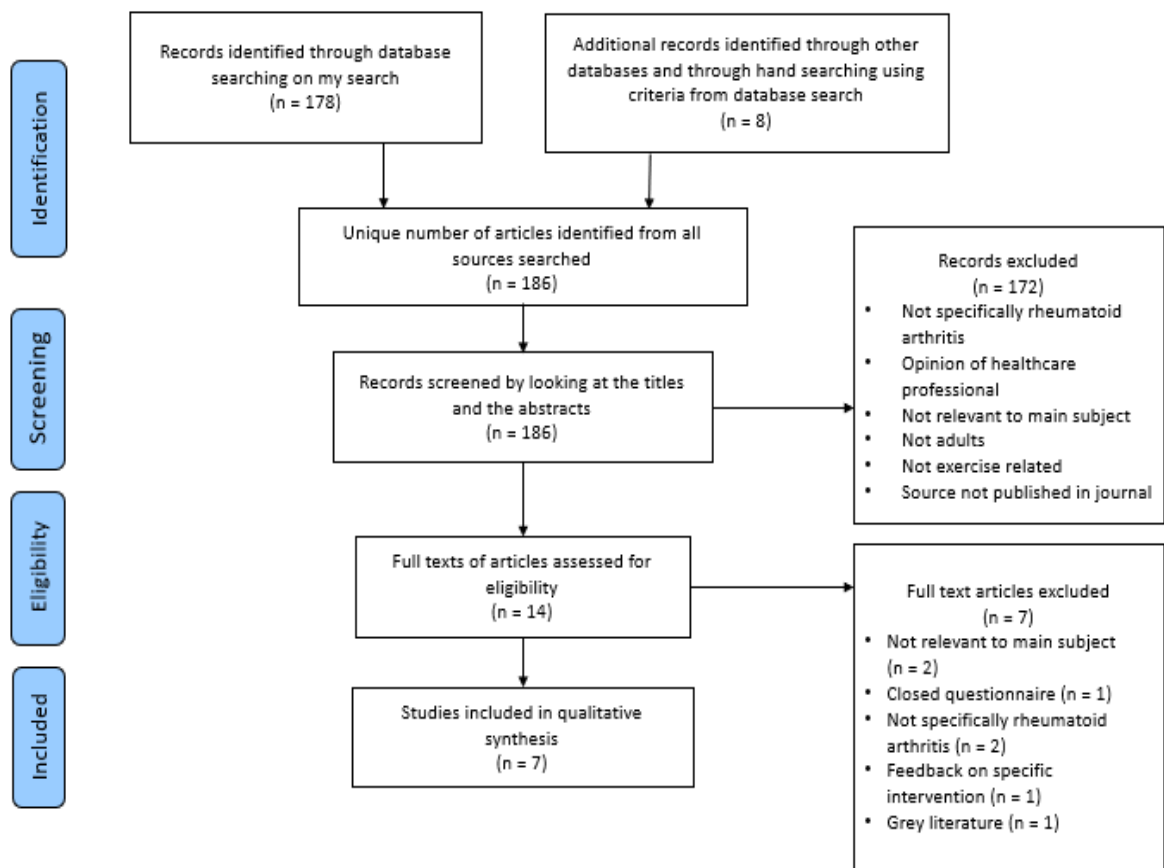 Identification
Records identified through database
searching on my search
(n = 178)
Additional records identified through other
databases and through hand searching using
criteria from database search
(n = 8)
Unique number of articles identified from all
sources searched
(n = 186)
Screening
Records screened by looking at the titles
and the abstracts
(n = 186)
Records excluded
(n = 172)
• Not specifically rheumatoid
arthritis
• Opinion of healthcare
professional
• Not relevant to main subject
• Not adults
• Not exercise related
• Source not published in journal
Eligibility
Full texts of articles assessed for
eligibility
(n = 14)
Full text articles excluded
(n = 7)
• Not relevant to main subject
(n = 2)
• Closed questionnaire (n = 1)
• Not specifically rheumatoid
arthritis (n = 2)
• Feedback on specific
intervention (n = 1)
• Grey literature (n = 1)
Included
Studies included in qualitative
synthesis
(n = 7)